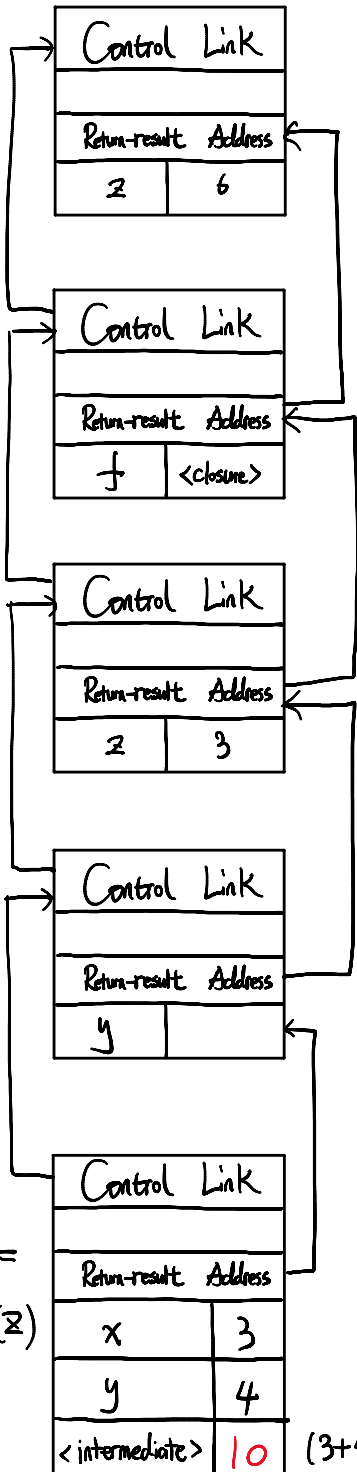 Control Link
Return-result Address
z 6
Control Link
Return-result Address
f <closure>
Control Link
Return-result Address
z 3
Control Link
Return-result Address
y
Control Link
=
Return-result Address
(z) x 3
y 4
<intermediate> 10 (3+4